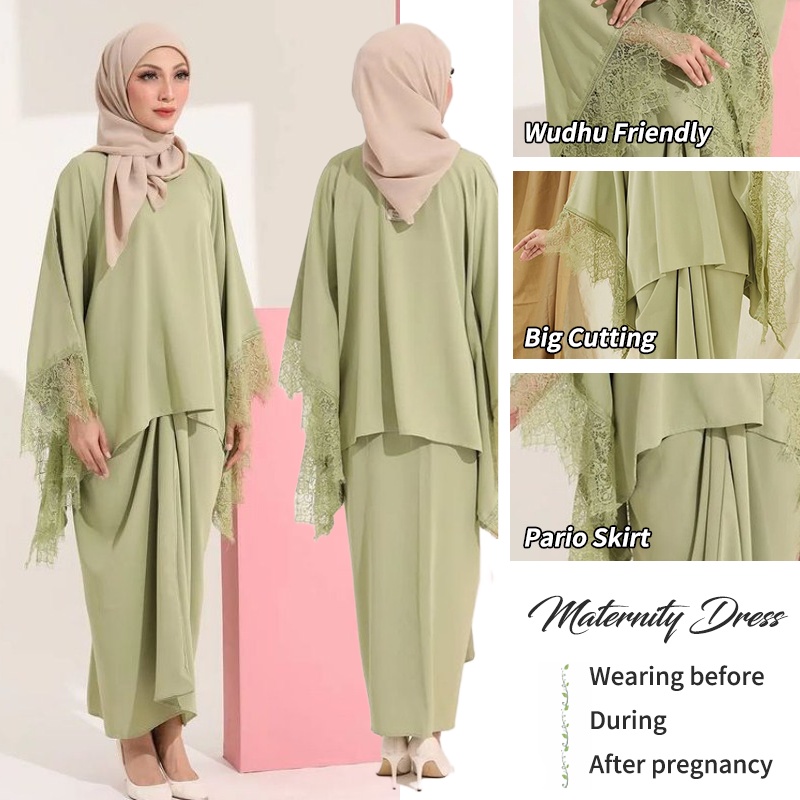 Wudhu Friendly
Big Cutting
Pario Skirt
Maternity Dress
Wearing before
During
After pregnancy